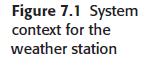 Figure 7.1 System
context for the
weather station